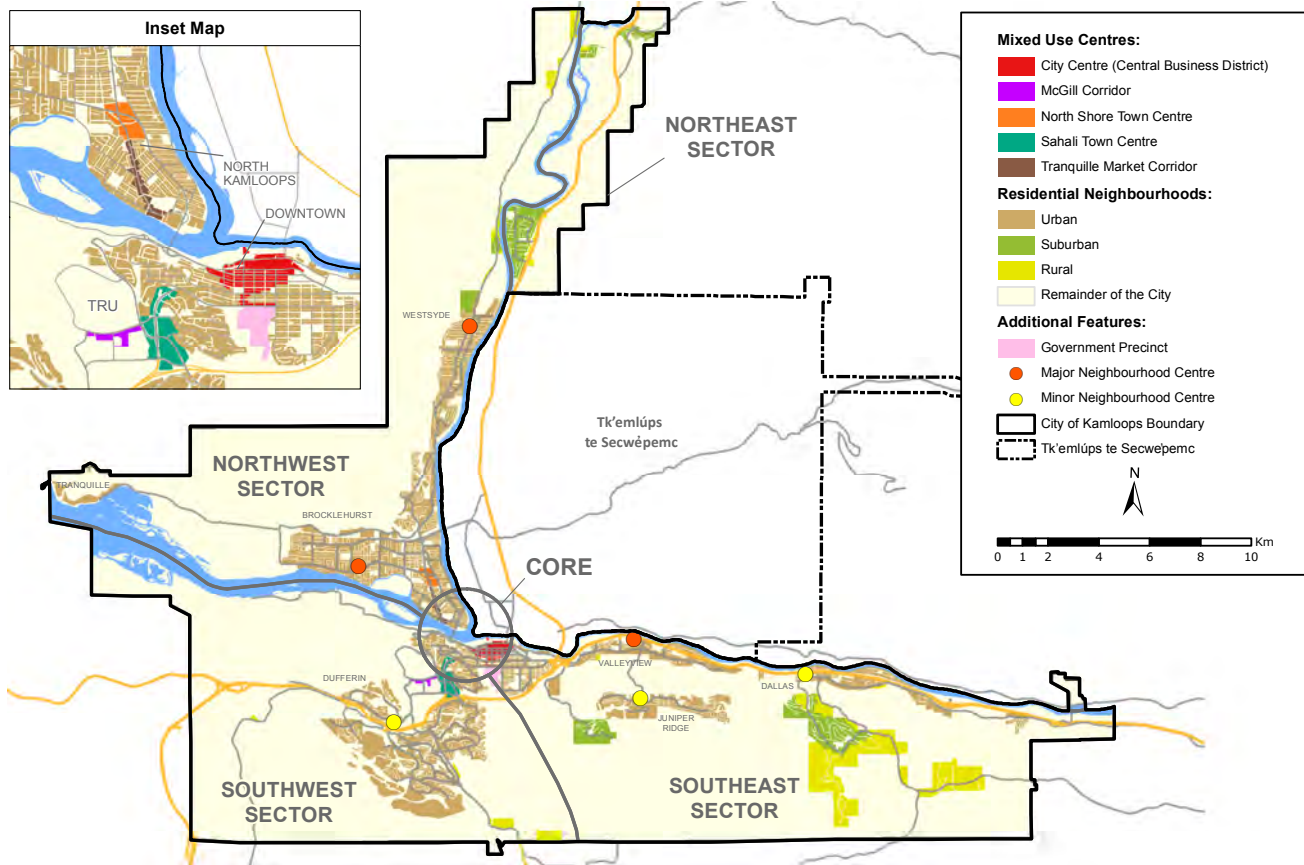 Inset Map
NORTH
KAMLOOPS
DOWNTOWN
TRU
NORTHEAST
SECTOR
WESTSYDE
Tk'emlúps
te Secwépemc
NORTHWEST
SECTOR
TRANQUILLE
BROCKLEHURST
CORE
VALLEYVIEW
DUFFERIN
DALLAS
JUNIPER
RIDGE
SOUTHWEST
SECTOR
SOUTHEAST
SECTOR
Mixed Use Centres:
City Centre (Central Business District)
McGill Corridor
North Shore Town Centre
Sahali Town Centre
Tranquille Market Corridor
Residential Neighbourhoods:
Urban
Suburban
Rural
Remainder of the City
Additional Features:
Government Precinct
Major Neighbourhood Centre
Minor Neighbourhood Centre
City of Kamloops Boundary
Tk'emlúps te Secwe'pemc
N
Km
0 1 2 4 6 8 10